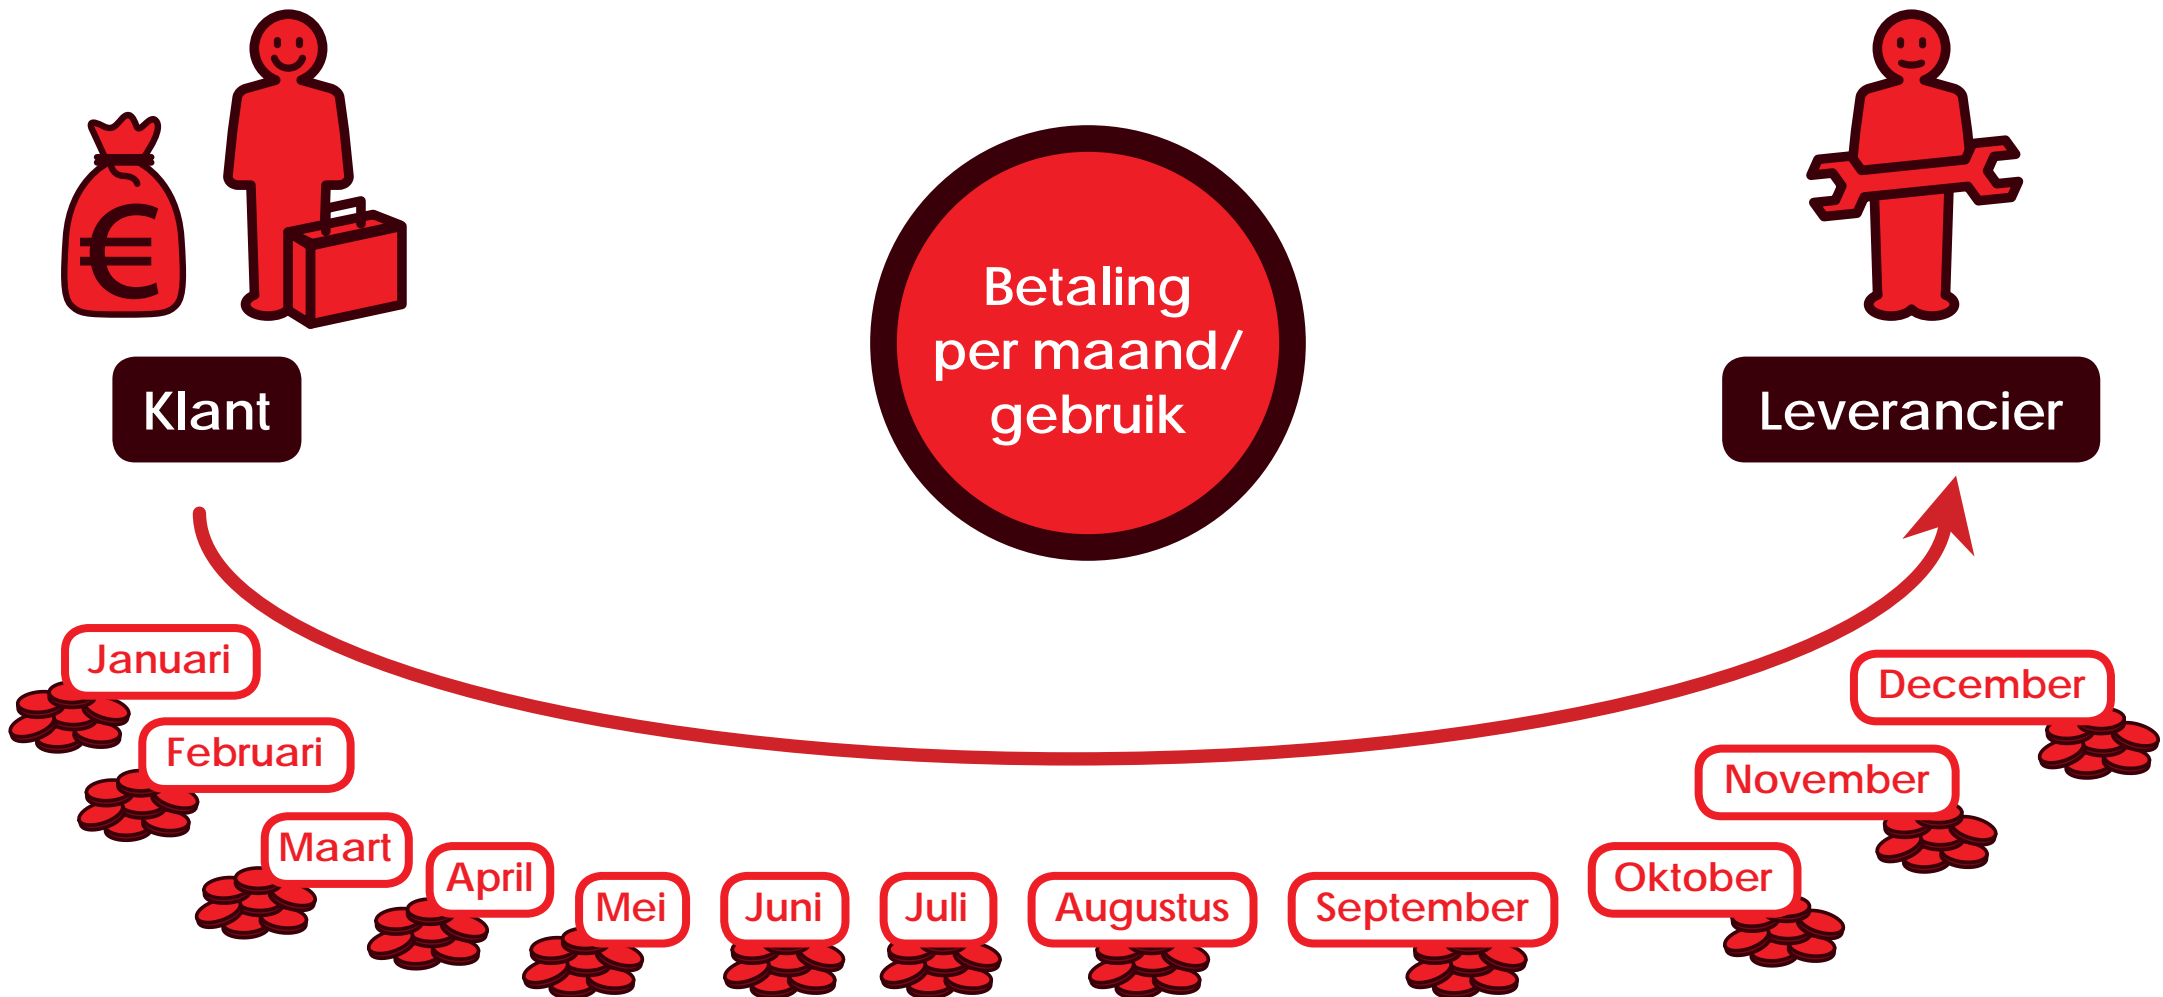 €
Betaling
per maand/
gebruik
Klant
Leverancier
Januari
Februari
Maart
April
Mei
Juni
Juli
Augustus
September
Oktober
November
December